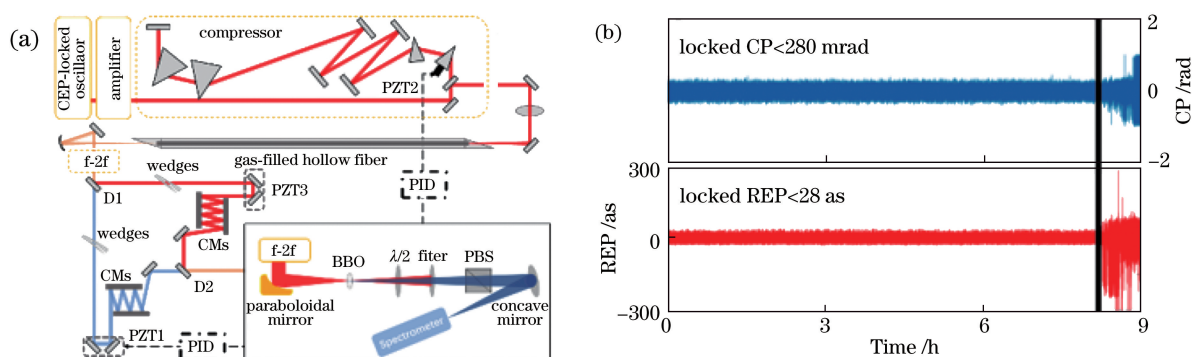 (a)
CEP-locked
oscillator
amplifier
compressor
PZT2
gas-filled hollow fiber
f-2f
wedges
D1
PZT3
PID
wedges
CMs
CMs
D2
PZT1
PID
f-2f
BBO
λ/2
fiter
PBS
paraboloidal
mirror
concave
mirror
Spectrometer
(b)
locked CP<280 mrad
2
0
−2
CP /rad
locked REP<28 as
300
0
−300
REP /as
0
3
6
9
Time /h